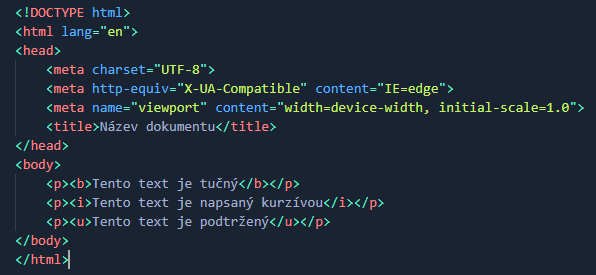 <!DOCTYPE html>
<html lang="en">
<head>
    <meta charset="UTF-8">
    <meta http-equiv="X-UA-Compatible" content="IE=edge">
    <meta name="viewport" content="width=device-width, initial-scale=1.0">
    <title>Název dokumentu</title>
</head>
<body>
    <p><b>Tento text je tučný</b></p>
    <p><i>Tento text je napsaný kurzívou</i></p>
    <p><u>Tento text je podtržený</u></p>
</body>
</html>